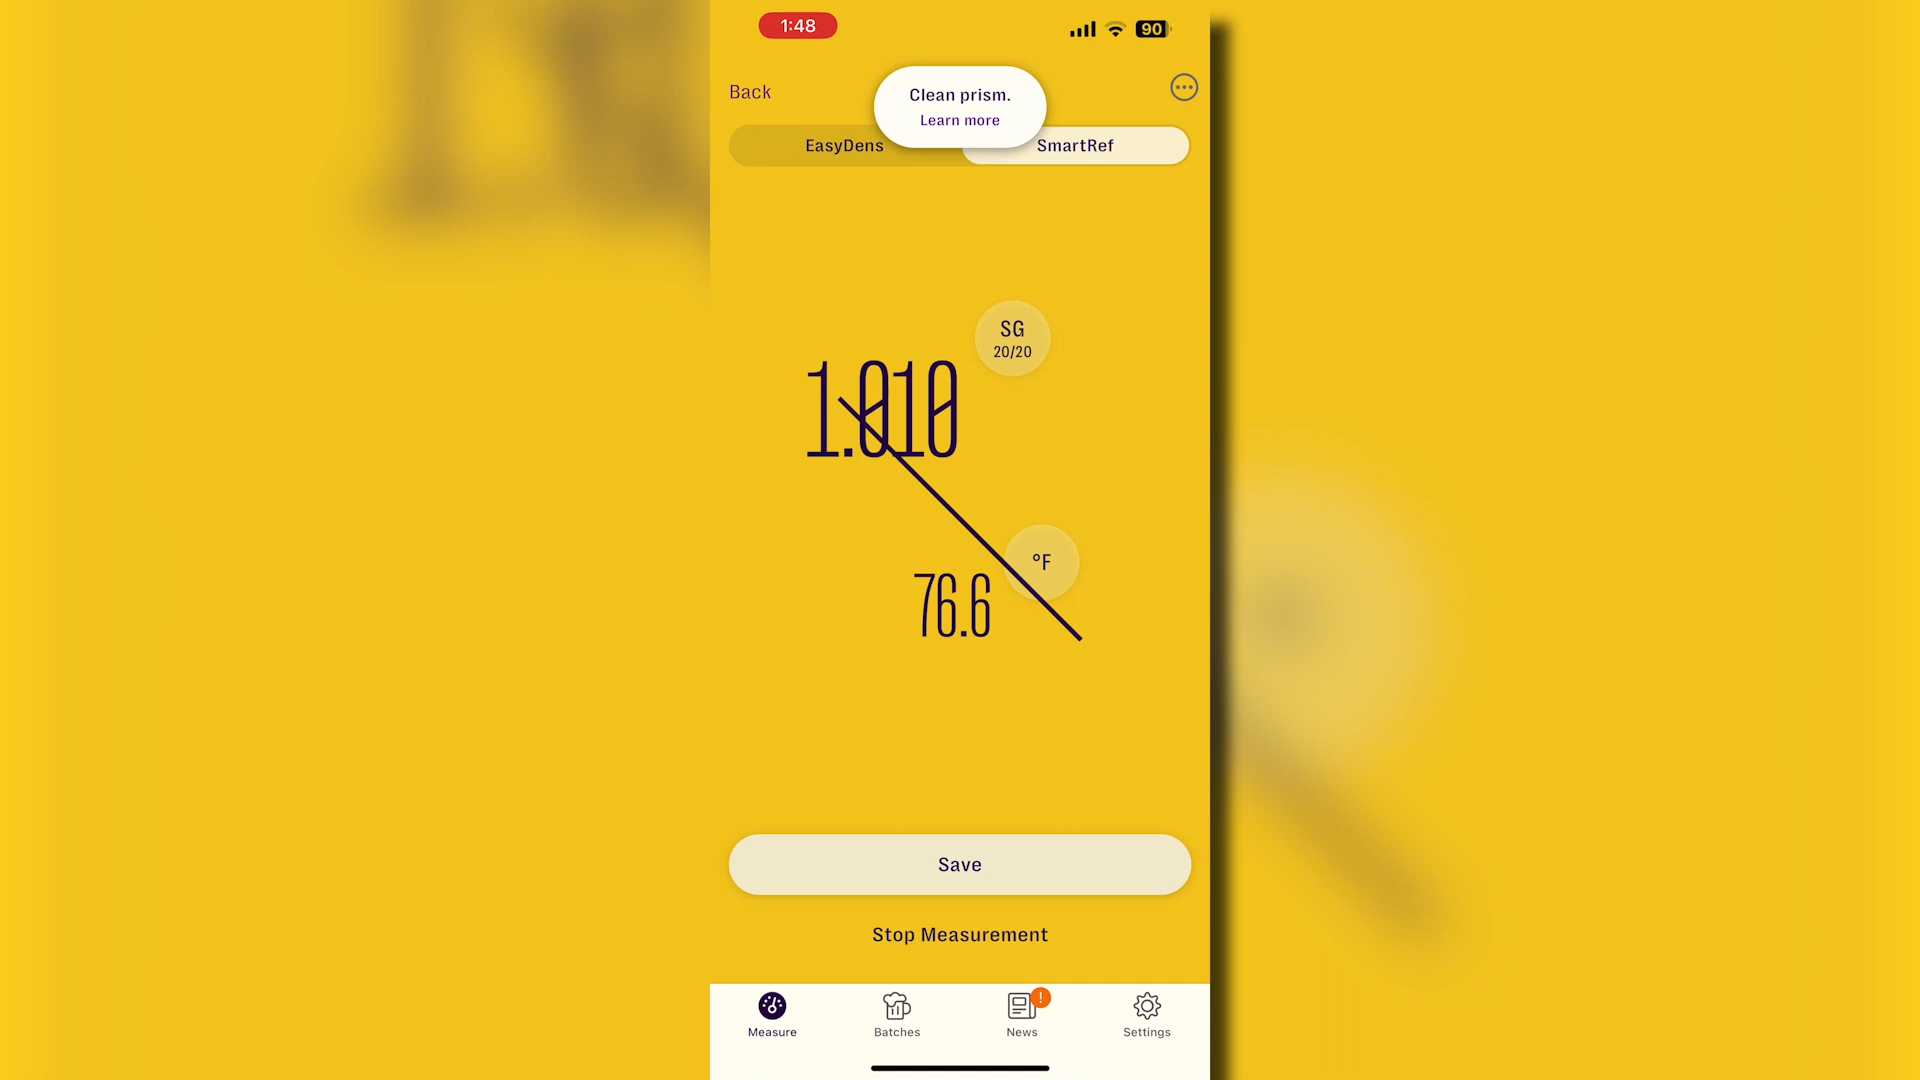 1:48
90
Back
Clean prism.
Learn more
EasyDens
SmartRef
SG
20/20
1.010
°F
76.6
Save
Stop Measurement
!
Measure
Batches
News
Settings